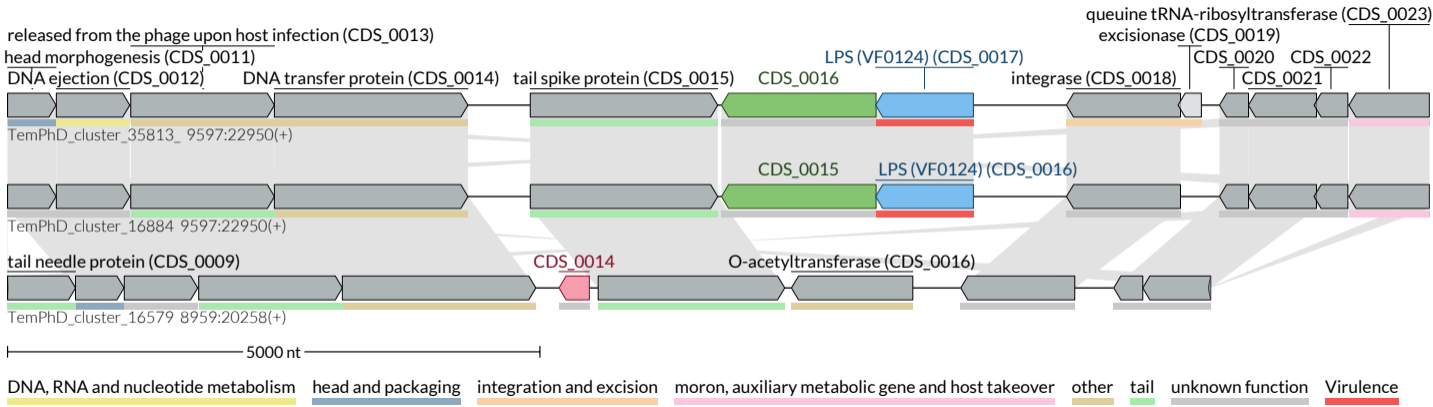 queuine tRNA-ribosyltransferase (CDS_0023)
released from the phage upon host infection (CDS_0013)
excisionase (CDS_0019)
head morphogenesis (CDS_0011)
LPS (VF0124) (CDS_0017)
CDS_0020
CDS_0022
DNA ejection (CDS_0012)
DNA transfer protein (CDS_0014)
tail spike protein (CDS_0015)
CDS_0016
integrase (CDS_0018)
CDS_0021
TemPhD_cluster_35813_ 9597:22950(+)
CDS_0015
LPS (VF0124) (CDS_0016)
TemPhD_cluster_16884 9597:22950(+)
tail needle protein (CDS_0009)
CDS_0014
O-acetyltransferase (CDS_0016)
TemPhD_cluster_16579 8959:20258(+)
5000 nt
DNA, RNA and nucleotide metabolism
head and packaging
integration and excision
moron, auxiliary metabolic gene and host takeover
other
tail
unknown function
Virulence